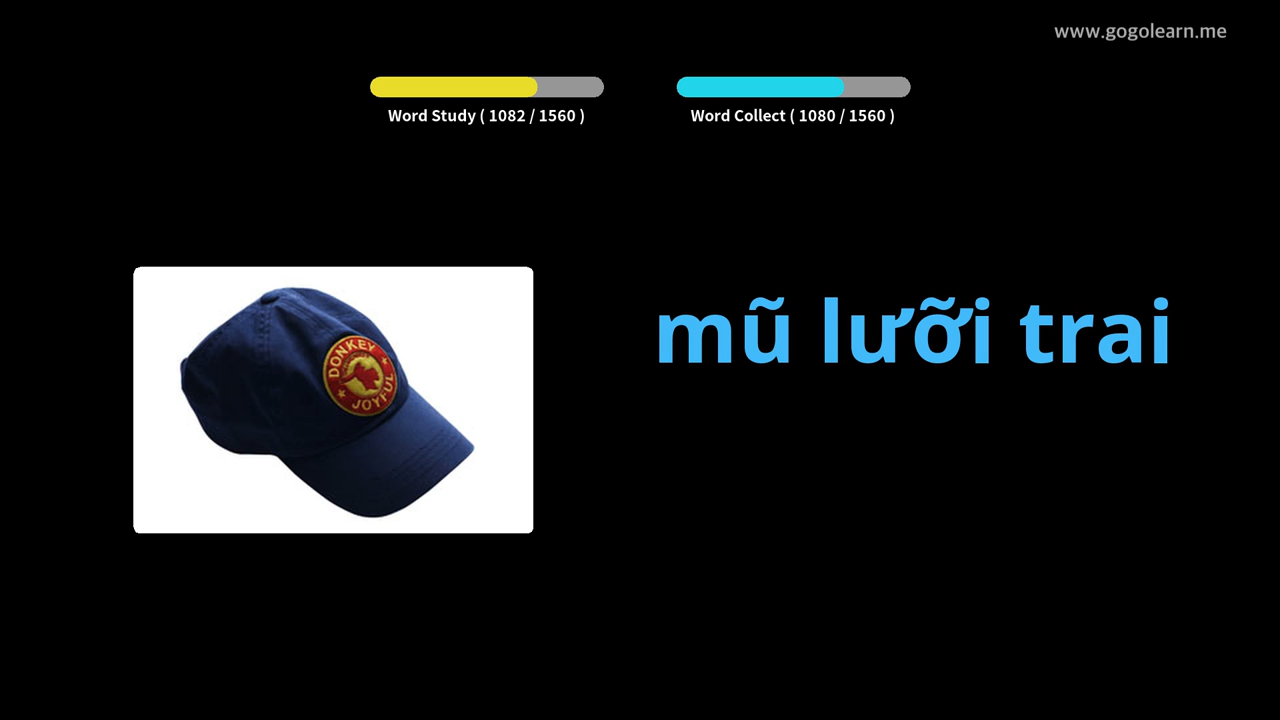 www.gogolearn.me
Word Study ( 1082 / 1560 )
Word Collect ( 1080 / 1560 )
DONKEY
JOYFUL
mũ lưỡi trai